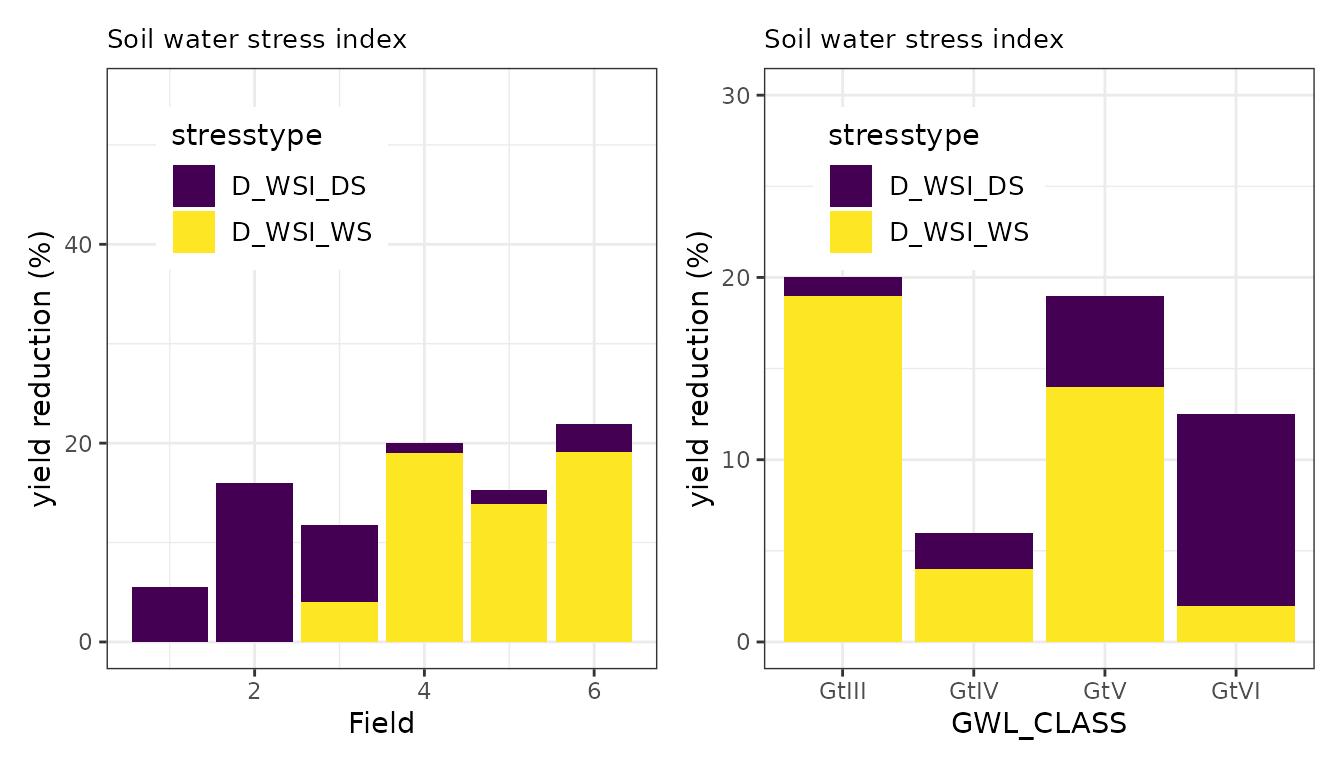 Soil water stress index
yield reduction (%)
40
20
0
stresstype
D_WSI_DS
D_WSI_WS
2 4 6
Field
Soil water stress index
yield reduction (%)
30
20
10
0
stresstype
D_WSI_DS
D_WSI_WS
GtIII GtIV GtV GtVI
GWL_CLASS